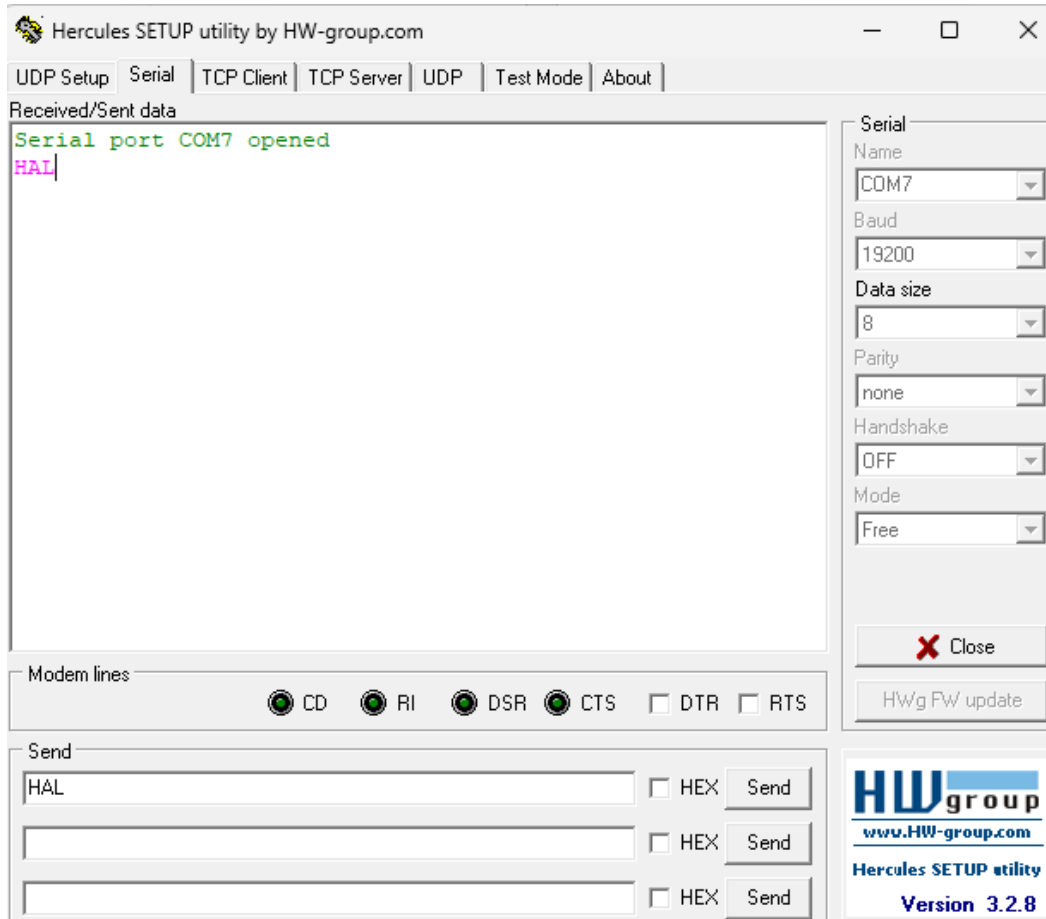 Hercules SETUP utility by HW-group.com
UDP Setup Serial TCP Client TCP Server UDP Test Mode About
Received/Sent data
Serial port COM7 opened
HAL
Serial
Name
COM7
Baud
19200
Data size
8
Parity
none
Handshake
OFF
Mode
Free
Close
HWg FW update
Modem lines
CD RI DSR CTS DTR RTS
Send
HAL HEX Send
HEX Send
HEX Send
HWgroup
www.HW-group.com
Hercules SETUP utility
Version 3.2.8